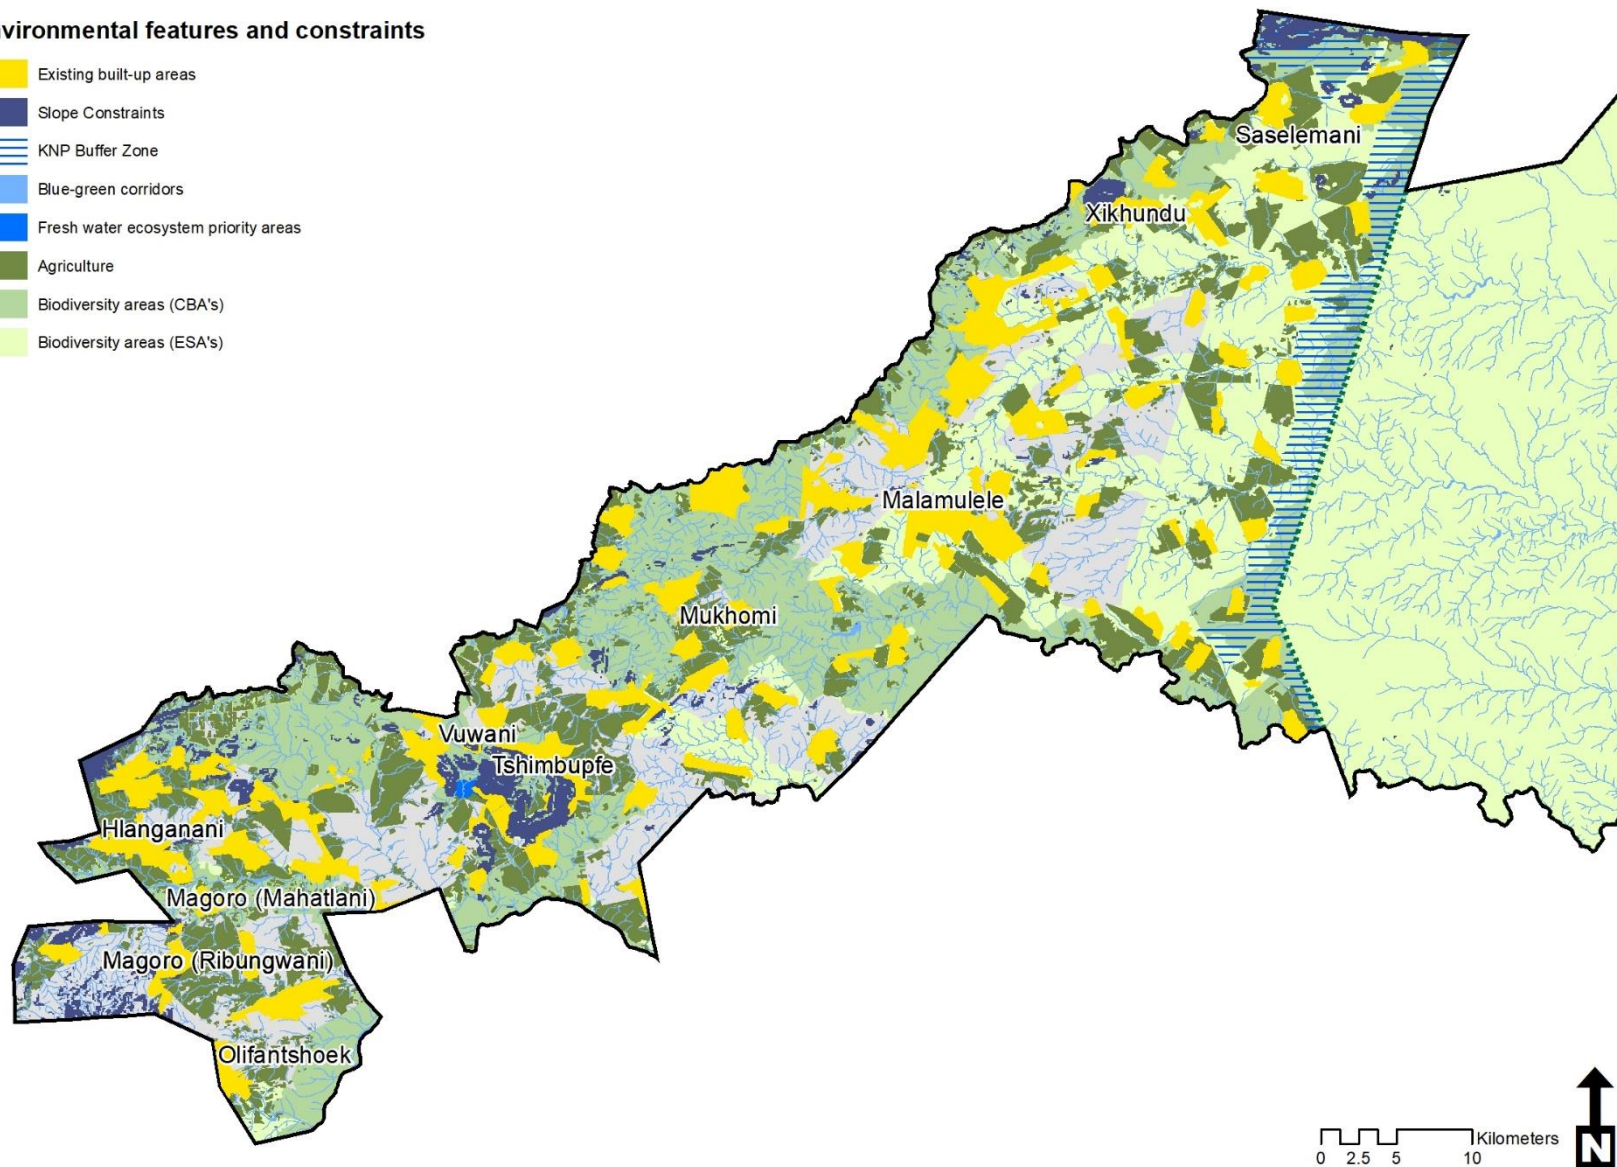 vironmental features and constraints
Existing built-up areas
Slope Constraints
KNP Buffer Zone
Blue-green corridors
Fresh water ecosystem priority areas
Agriculture
Biodiversity areas (CBA's)
Biodiversity areas (ESA's)
Saselemani
Xikhundu
Malamulele
Mukhomi
Vuwani
Tshimbupfe
Hlanganani
Magoro (Mahatlani)
Magoro (Ribungwani)
Olifantshoek
Kilometers
0 2.5 5 10
N